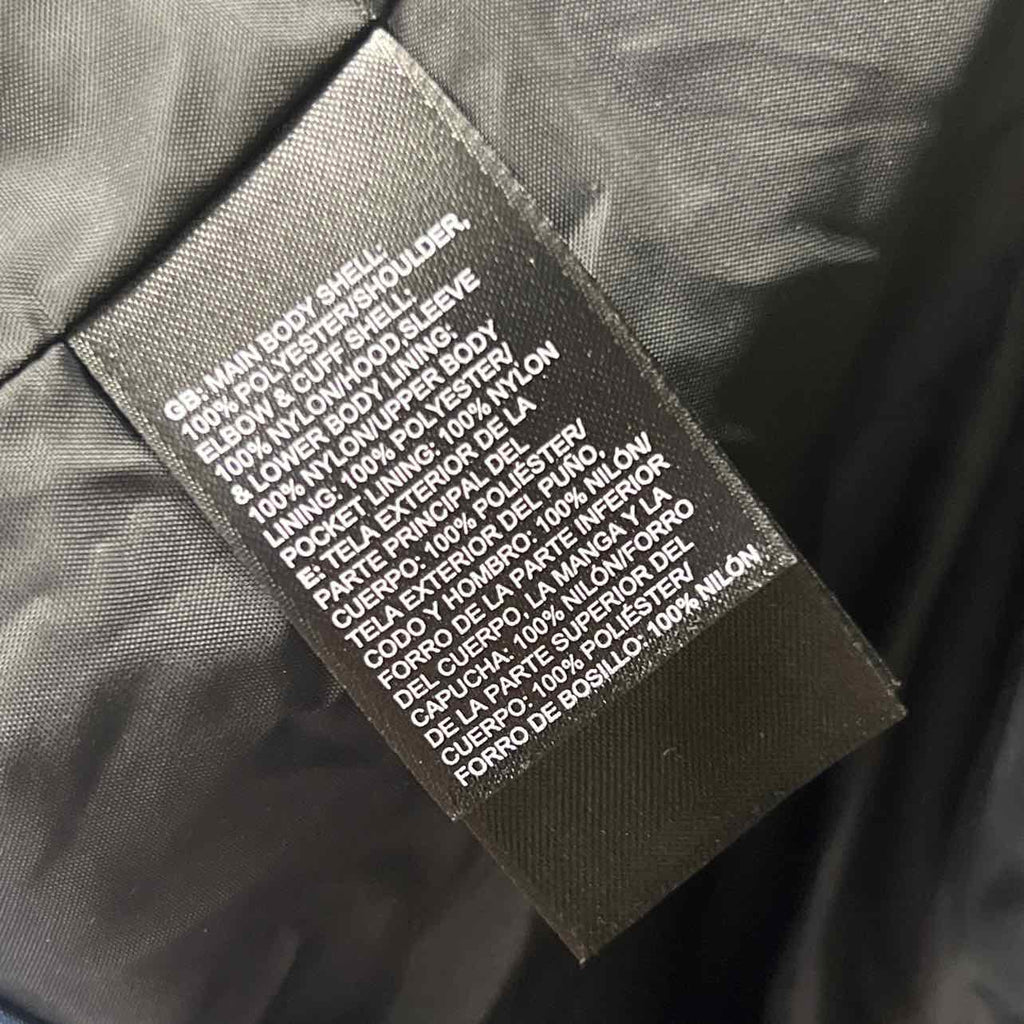 GB: MAIN BODY SHELL:
100% POLYESTER/SHOULDER,
ELBOW & CUFF SHELL:
100% NYLON/HOOD SLEEVE
& LOWER BODY LINING:
100% NYLON/UPPER BODY
LINING: 100% POLYESTER/
POCKET LINING: 100% NYLON
E: TELA EXTERIOR DE LA
PARTE PRINCIPAL DEL
CUERPO: 100% POLIÉSTER/
TELA EXTERIOR DEL PUÑO,
CODO Y HOMBRO: 100% NILÓN/
FORRO DE LA PARTE INFERIOR
DEL CUERPO, LA MANGA Y LA
CAPUCHA: 100% NILÓN/FORRO
DE LA PARTE SUPERIOR DEL
CUERPO: 100% POLIÉSTER/
FORRO DE BOSILLO: 100% NILÓN